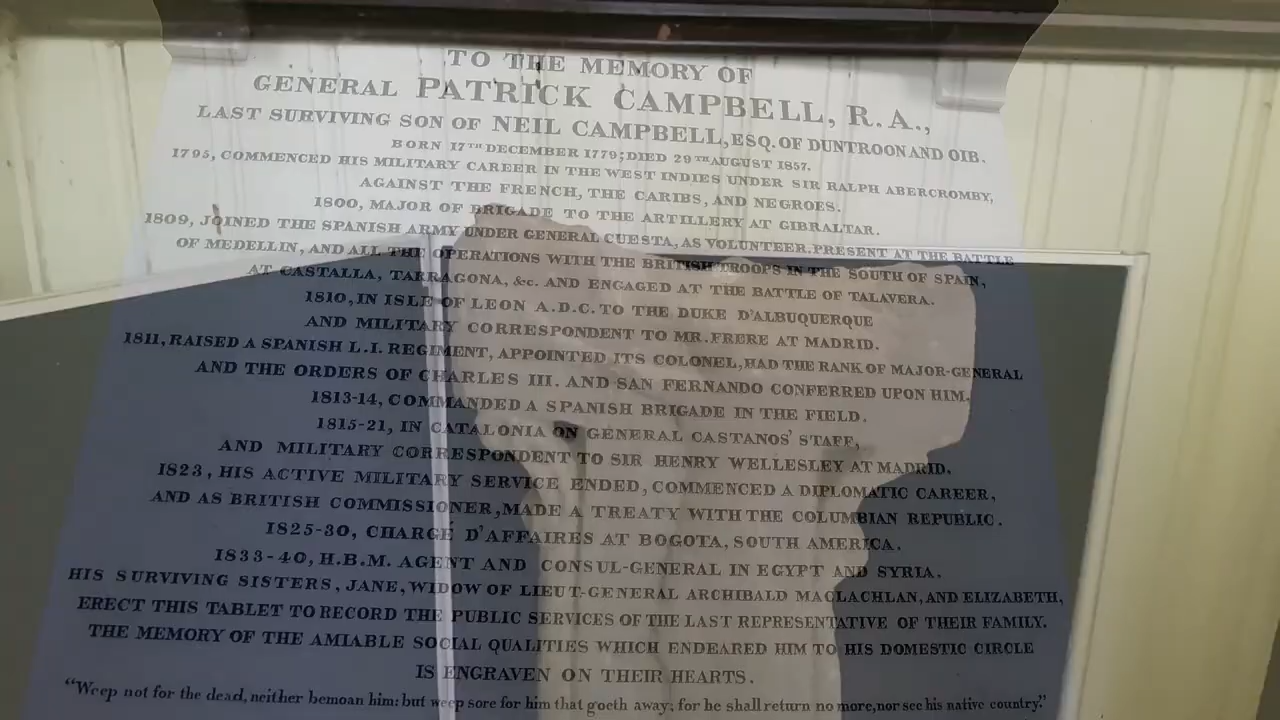 TO THE MEMORY OF
GENERAL PATRICK CAMPBELL, R.A.,
LAST SURVIVING SON OF NEIL CAMPBELL, ESQ. OF DUNTROON AND OIB.
BORN 17TH DECEMBER 1779; DIED 29TH AUGUST 1857.
1795, COMMENCED HIS MILITARY CAREER IN THE WEST INDIES UNDER SIR RALPH ABERCROMBY,
AGAINST THE FRENCH, THE CARIBS, AND NEGROES.
1800, MAJOR OF BRIGADE TO THE ARTILLERY AT GIBRALTAR.
1809, JOINED THE SPANISH ARMY UNDER GENERAL CUESTA, AS VOLUNTEER. PRESENT AT THE BATTLE
OF MEDELLIN, AND ALL THE OPERATIONS WITH THE BRITISH TROOPS IN THE SOUTH OF SPAIN,
AT CASTALLA, TARRAGONA, &c. AND ENGAGED AT THE BATTLE OF TALAVERA.
1810, IN ISLE OF LEON A.D.C. TO THE DUKE D'ALBUQUERQUE
AND MILITARY CORRESPONDENT TO MR. FRERE AT MADRID.
1811, RAISED A SPANISH L.I. REGIMENT, APPOINTED ITS COLONEL, HAD THE RANK OF MAJOR-GENERAL
AND THE ORDERS OF CHARLES III. AND SAN FERNANDO CONFERRED UPON HIM.
1813-14, COMMANDED A SPANISH BRIGADE IN THE FIELD.
1815-21, IN CATALONIA ON GENERAL CASTANOS' STAFF,
AND MILITARY CORRESPONDENT TO SIR HENRY WELLESLEY AT MADRID.
1823, HIS ACTIVE MILITARY SERVICE ENDED, COMMENCED A DIPLOMATIC CAREER,
AND AS BRITISH COMMISSIONER, MADE A TREATY WITH THE COLUMBIAN REPUBLIC.
1825-30, CHARGÉ D'AFFAIRES AT BOGOTA, SOUTH AMERICA.
1833-40, H.B.M. AGENT AND CONSUL-GENERAL IN EGYPT AND SYRIA.
HIS SURVIVING SISTERS, JANE, WIDOW OF LIEUT-GENERAL ARCHIBALD MACLACHLAN, AND ELIZABETH,
ERECT THIS TABLET TO RECORD THE PUBLIC SERVICES OF THE LAST REPRESENTATIVE OF THEIR FAMILY.
THE MEMORY OF THE AMIABLE SOCIAL QUALITIES WHICH ENDEARED HIM TO HIS DOMESTIC CIRCLE
IS ENGRAVEN ON THEIR HEARTS.
"Weep not for the dead, neither bemoan him: but weep sore for him that goeth away; for he shall return no more, nor see his native country."